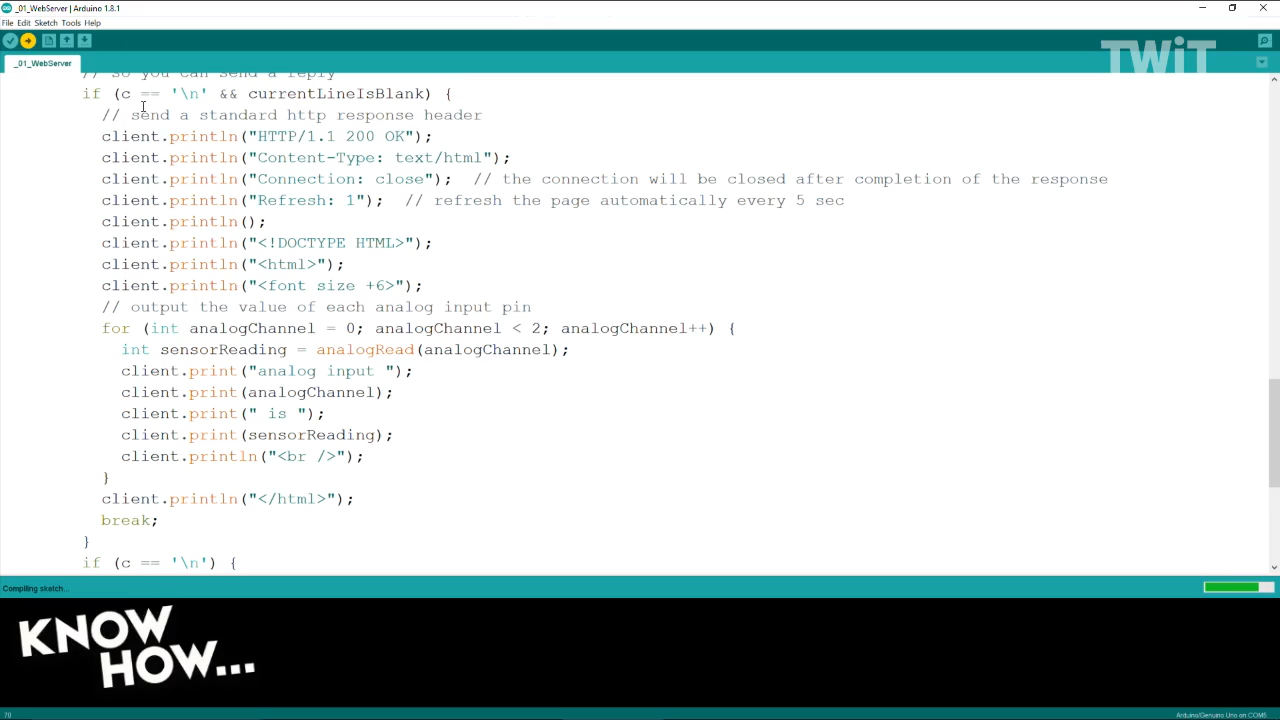 _01_WebServer | Arduino 1.8.1
File Edit Sketch Tools Help
TWiT
_01_WebServer
// so you can send a reply
if (c == '\n' && currentLineIsBlank) {
// send a standard http response header
client.println("HTTP/1.1 200 OK");
client.println("Content-Type: text/html");
client.println("Connection: close");  // the connection will be closed after completion of the response
client.println("Refresh: 1");  // refresh the page automatically every 5 sec
client.println();
client.println("<!DOCTYPE HTML>");
client.println("<html>");
client.println("<font size +6>");
// output the value of each analog input pin
for (int analogChannel = 0; analogChannel < 2; analogChannel++) {
int sensorReading = analogRead(analogChannel);
client.print("analog input ");
client.print(analogChannel);
client.print(" is ");
client.print(sensorReading);
client.println("<br />");
}
client.println("</html>");
break;
}
if (c == '\n') {
Compiling sketch...
KNOW
HOW...
70
Arduino/Genuino Uno on COM5